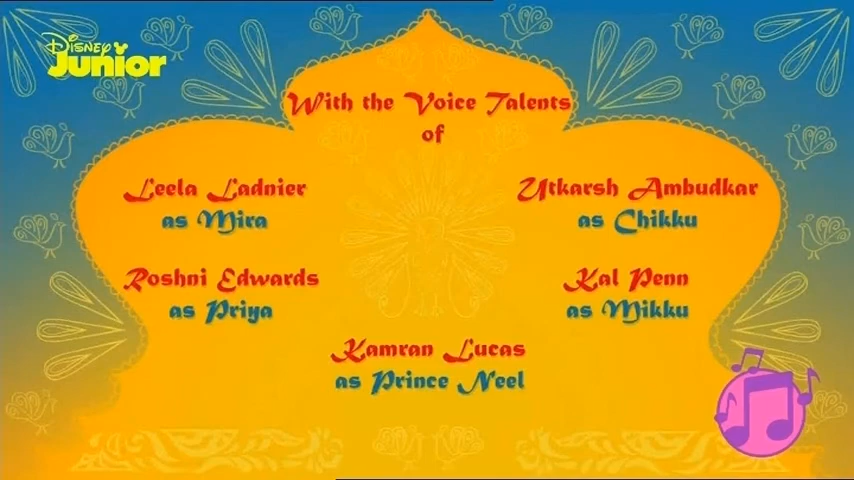 Disney
Junior
With the Voice Talents
of
Leela Ladnier
as Mira
Utkarsh Ambudkar
as Chikku
Roshni Edwards
as Priya
Kal Penn
as Mikku
Kamran Lucas
as Prince Neel